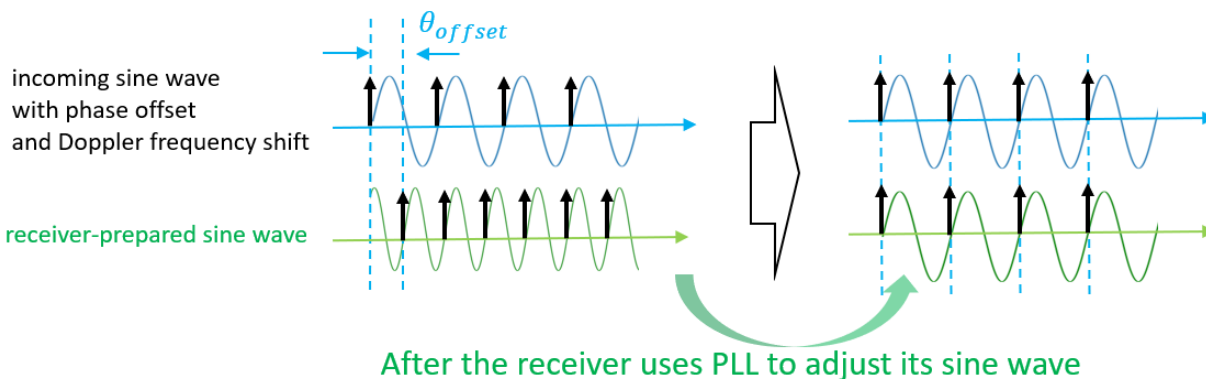 θ_offset
incoming sine wave
with phase offset
and Doppler frequency shift
receiver-prepared sine wave
After the receiver uses PLL to adjust its sine wave